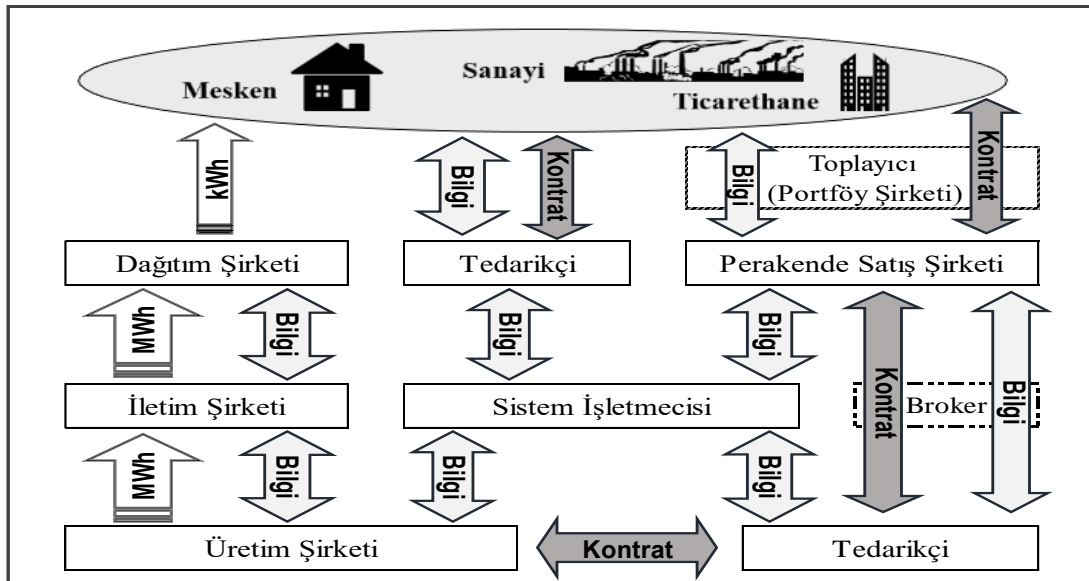 Mesken
Sanayi
Ticarethane
kWh
Bilgi
Kontrat
Bilgi
Toplayıcı
(Portföy Şirketi)
Kontrat
Dağıtım Şirketi
Tedarikçi
Perakende Satış Şirketi
MWh
Bilgi
Bilgi
Bilgi
Kontrat
Broker
Bilgi
İletim Şirketi
Sistem İşletmecisi
MWh
Bilgi
Bilgi
Bilgi
Üretim Şirketi
Kontrat
Tedarikçi